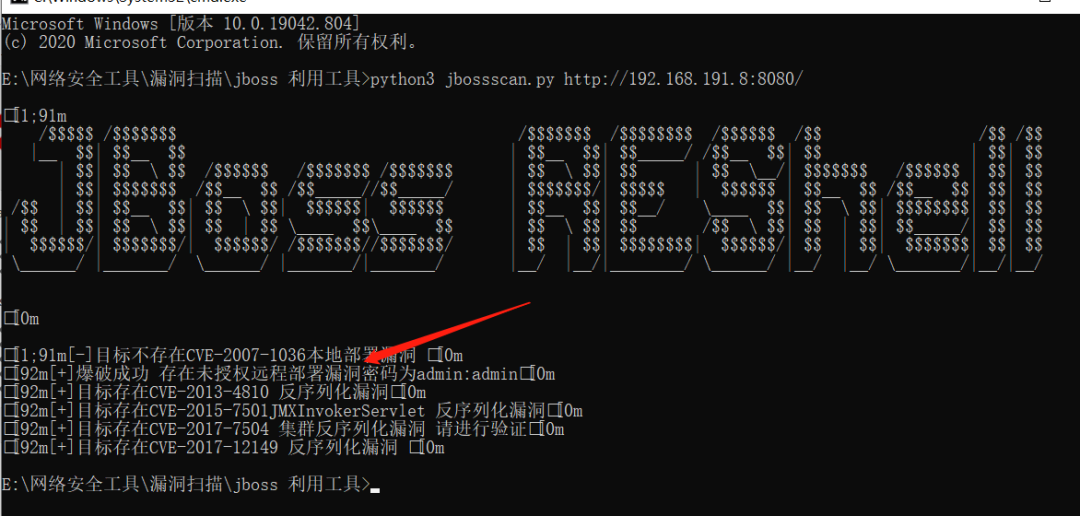 C:\Windows\System32\cmd.exe
Microsoft Windows [版本 10.0.19042.804]
(c) 2020 Microsoft Corporation. 保留所有权利。
E:\网络安全工具\漏洞扫描\jboss 利用工具>python3 jbossscan.py http://192.168.191.8:8080/
[1;91m
JBoss REShell
[0m
[1;91m[-]目标不存在CVE-2007-1036本地部署漏洞 [0m
[92m[+]爆破成功 存在未授权远程部署漏洞密码为admin:admin[0m
[92m[+]目标存在CVE-2013-4810 反序列化漏洞[0m
[92m[+]目标存在CVE-2015-7501JMXInvokerServlet 反序列化漏洞[0m
[92m[+]目标存在CVE-2017-7504 集群反序列化漏洞 请进行验证[0m
[92m[+]目标存在CVE-2017-12149 反序列化漏洞 [0m
E:\网络安全工具\漏洞扫描\jboss 利用工具>